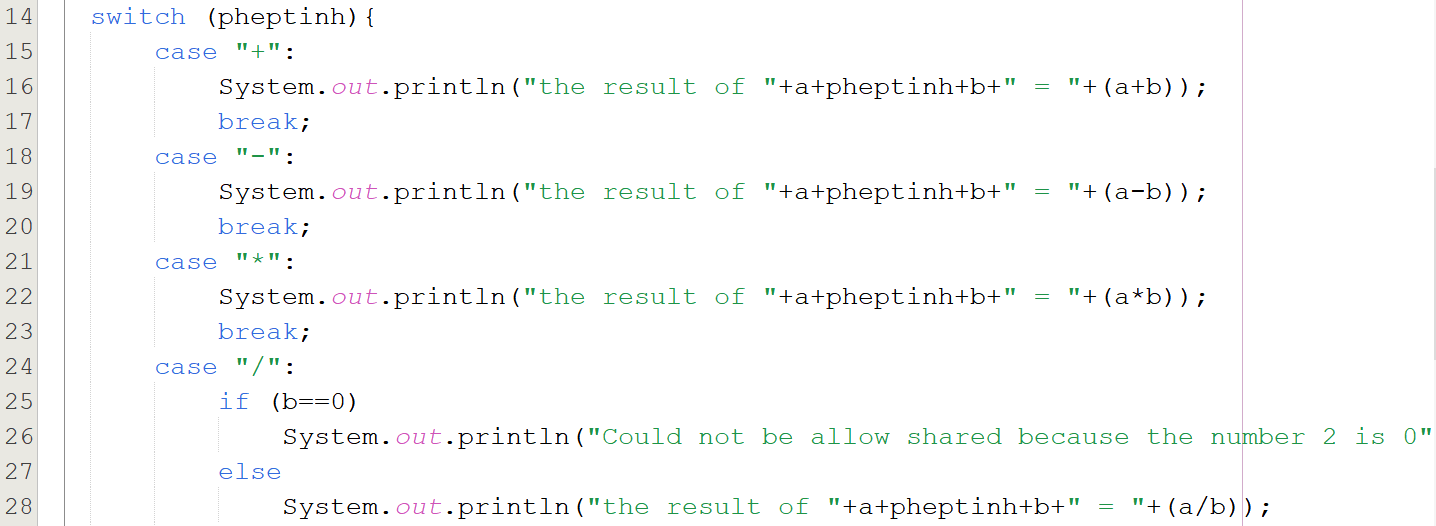 14 switch (pheptinh){
15 case "+":
16 System.out.println("the result of "+a+pheptinh+b+" = "+(a+b));
17 break;
18 case "-":
19 System.out.println("the result of "+a+pheptinh+b+" = "+(a-b));
20 break;
21 case "*":
22 System.out.println("the result of "+a+pheptinh+b+" = "+(a*b));
23 break;
24 case "/":
25 if (b==0)
26 System.out.println("Could not be allow shared because the number 2 is 0"
27 else
28 System.out.println("the result of "+a+pheptinh+b+" = "+(a/b));